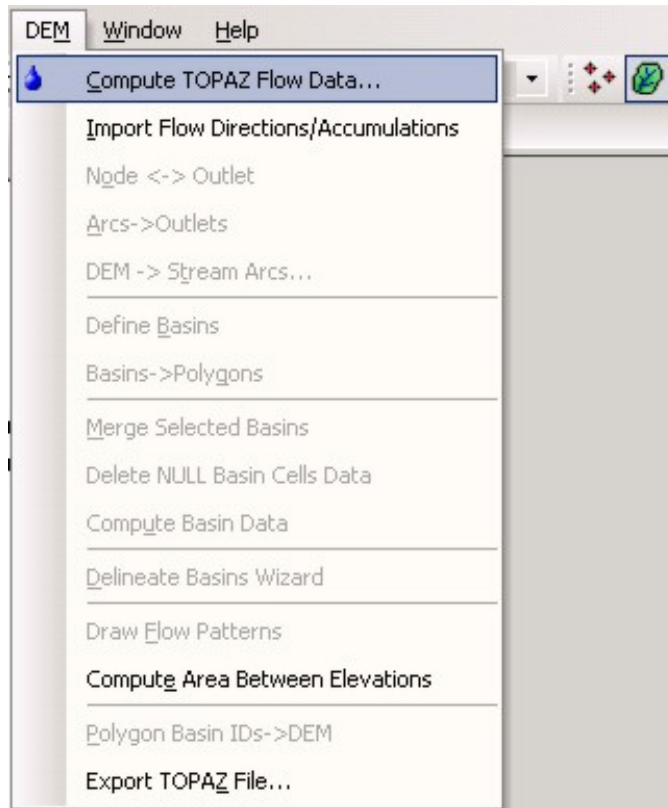 DEM Window Help
Compute TOPAZ Flow Data...
Import Flow Directions/Accumulations
Node <-> Outlet
Arcs->Outlets
DEM -> Stream Arcs...
Define Basins
Basins->Polygons
Merge Selected Basins
Delete NULL Basin Cells Data
Compute Basin Data
Delineate Basins Wizard
Draw Flow Patterns
Compute Area Between Elevations
Polygon Basin IDs->DEM
Export TOPAZ File...